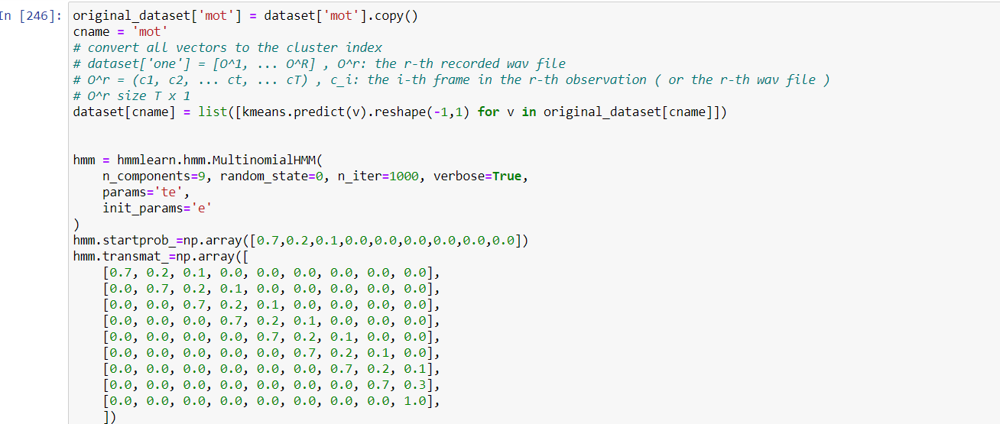 In [246]:
original_dataset['mot'] = dataset['mot'].copy()
cname = 'mot'
# convert all vectors to the cluster index
# dataset['one'] = [O^1, ... O^R] , O^r: the r-th recorded wav file
# O^r = (c1, c2, ... ct, ... cT) , c_i: the i-th frame in the r-th observation ( or the r-th wav file )
# O^r size T x 1
dataset[cname] = list([kmeans.predict(v).reshape(-1,1) for v in original_dataset[cname]])
hmm = hmmlearn.hmm.MultinomialHMM(
    n_components=9, random_state=0, n_iter=1000, verbose=True,
    params='te',
    init_params='e'
)
hmm.startprob_=np.array([0.7,0.2,0.1,0.0,0.0,0.0,0.0,0.0,0.0])
hmm.transmat_=np.array([
    [0.7, 0.2, 0.1, 0.0, 0.0, 0.0, 0.0, 0.0, 0.0],
    [0.0, 0.7, 0.2, 0.1, 0.0, 0.0, 0.0, 0.0, 0.0],
    [0.0, 0.0, 0.7, 0.2, 0.1, 0.0, 0.0, 0.0, 0.0],
    [0.0, 0.0, 0.0, 0.7, 0.2, 0.1, 0.0, 0.0, 0.0],
    [0.0, 0.0, 0.0, 0.0, 0.7, 0.2, 0.1, 0.0, 0.0],
    [0.0, 0.0, 0.0, 0.0, 0.0, 0.7, 0.2, 0.1, 0.0],
    [0.0, 0.0, 0.0, 0.0, 0.0, 0.0, 0.7, 0.2, 0.1],
    [0.0, 0.0, 0.0, 0.0, 0.0, 0.0, 0.0, 0.7, 0.3],
    [0.0, 0.0, 0.0, 0.0, 0.0, 0.0, 0.0, 0.0, 1.0],
    ])